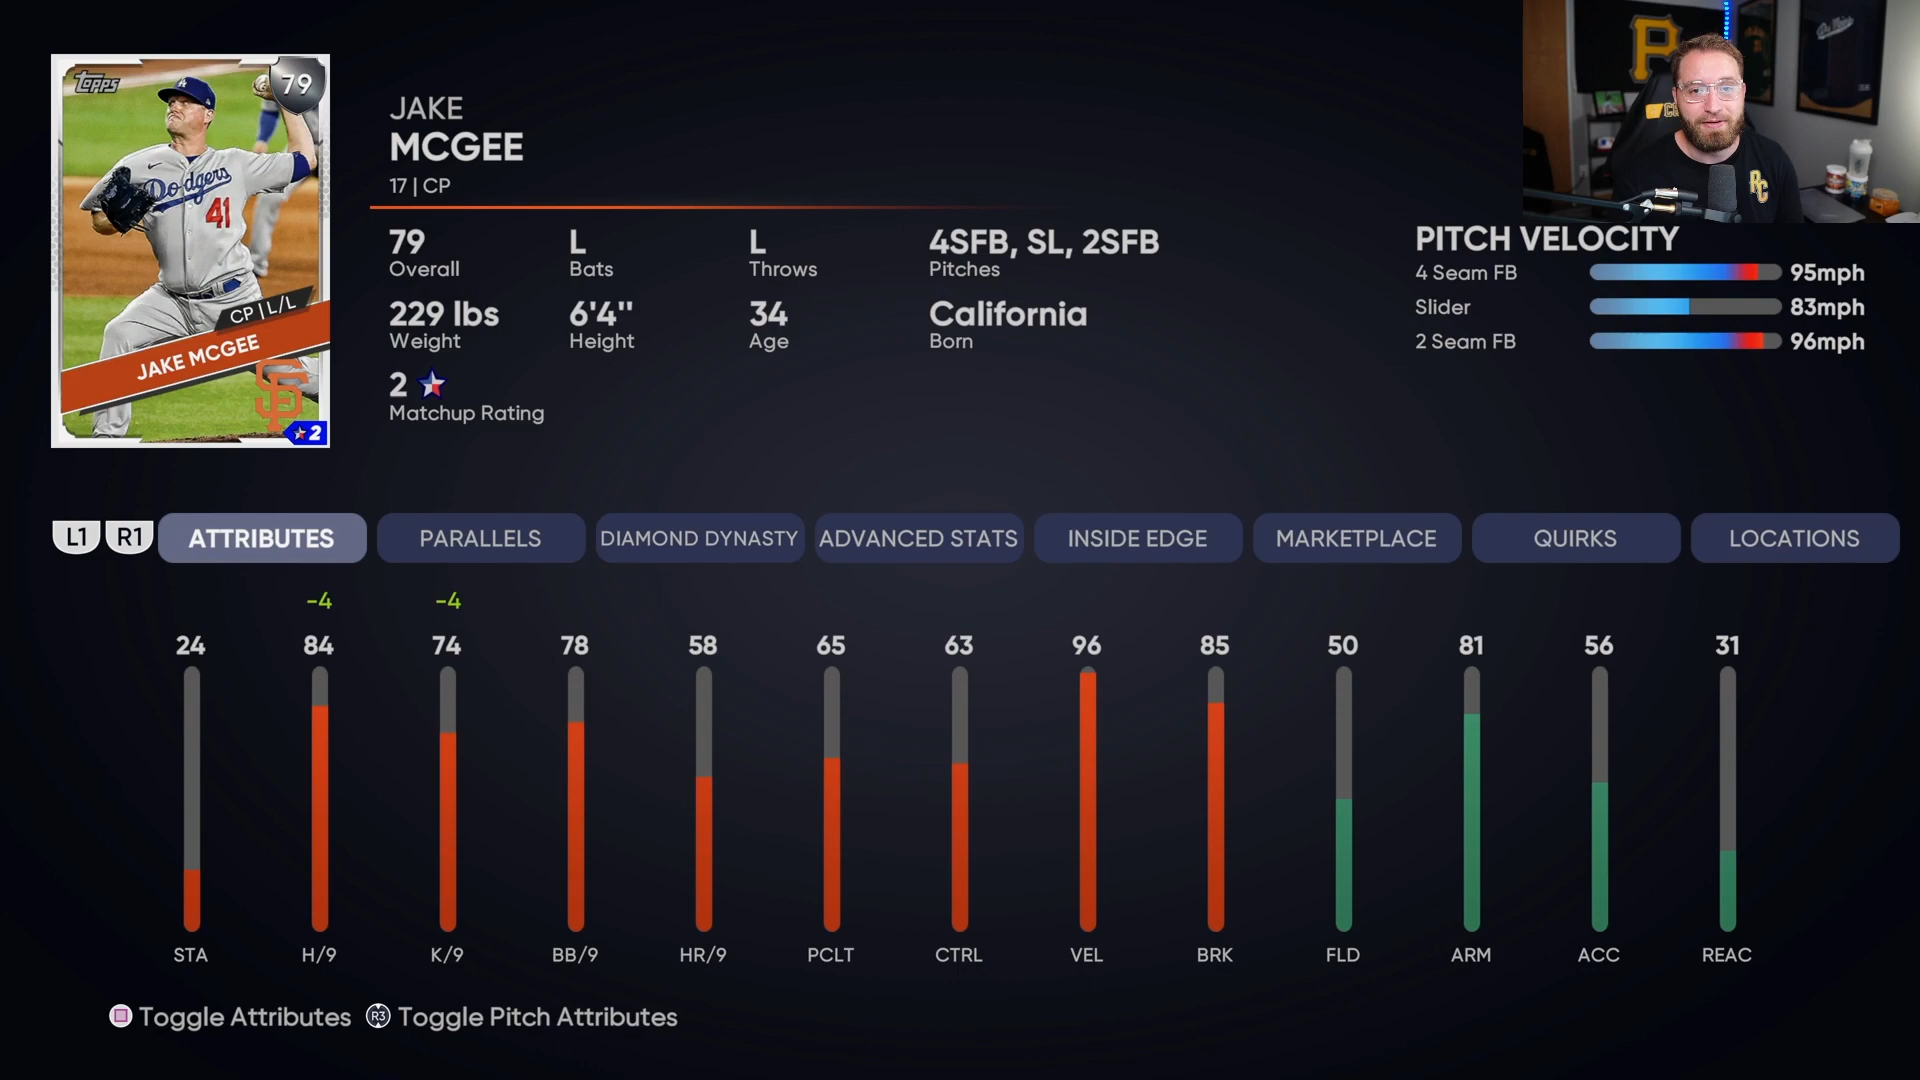 Topps
79
Dodgers
41
CP | L/L
JAKE MCGEE
SF
2
JAKE
MCGEE
17 | CP
79
Overall
L
Bats
L
Throws
4SFB, SL, 2SFB
Pitches
229 lbs
Weight
6'4''
Height
34
Age
California
Born
2
Matchup Rating
P
PC
PITCH VELOCITY
4 Seam FB 95mph
Slider 83mph
2 Seam FB 96mph
L1 R1 ATTRIBUTES PARALLELS DIAMOND DYNASTY ADVANCED STATS INSIDE EDGE MARKETPLACE QUIRKS LOCATIONS
-4 -4
24 84 74 78 58 65 63 96 85 50 81 56 31
STA H/9 K/9 BB/9 HR/9 PCLT CTRL VEL BRK FLD ARM ACC REAC
Toggle Attributes R3 Toggle Pitch Attributes